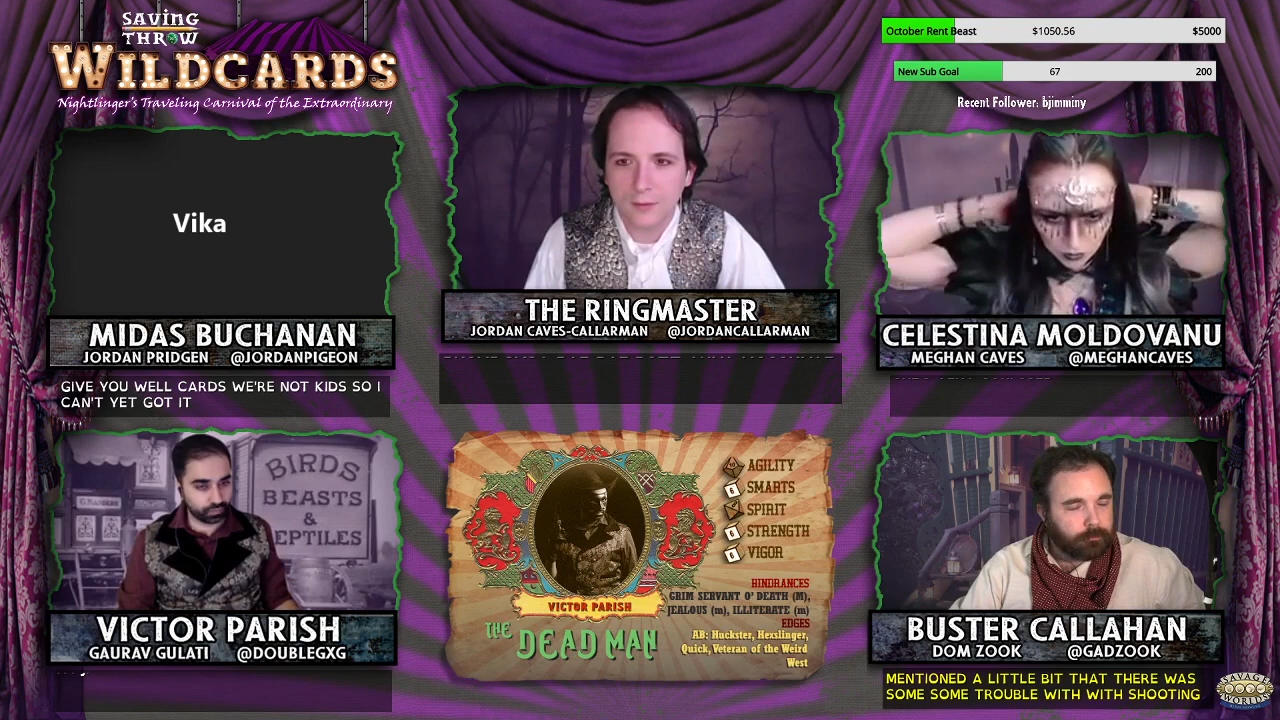 SAVING
THROW
WILDCARDS
Nightlinger's Traveling Carnival of the Extraordinary
October Rent Beast $1050.56 $5000
New Sub Goal 67 200
Recent Follower: bjimminy
Vika
MIDAS BUCHANAN
JORDAN PRIDGEN @JORDANPIGEON
GIVE YOU WELL CARDS WE'RE NOT KIDS SO I
CAN'T YET GOT IT
THE RINGMASTER
JORDAN CAVES-CALLARMAN @JORDANCALLARMAN
CELESTINA MOLDOVANU
MEGHAN CAVES @MEGHANCAVES
BIRDS
BEASTS
&
REPTILES
VICTOR PARISH
GAURAV GULATI @DOUBLEGXG
AGILITY
SMARTS
SPIRIT
STRENGTH
VIGOR
HINDRANCES
GRIM SERVANT O' DEATH (M),
JEALOUS (m), ILLITERATE (m)
EDGES
AB: Huckster, Hexslinger,
Quick, Veteran of the Weird
West
VICTOR PARISH
THE DEAD MAN
BUSTER CALLAHAN
DOM ZOOK @GADZOOK
MENTIONED A LITTLE BIT THAT THERE WAS
SOME SOME TROUBLE WITH WITH SHOOTING
SAVAGE
WORLDS